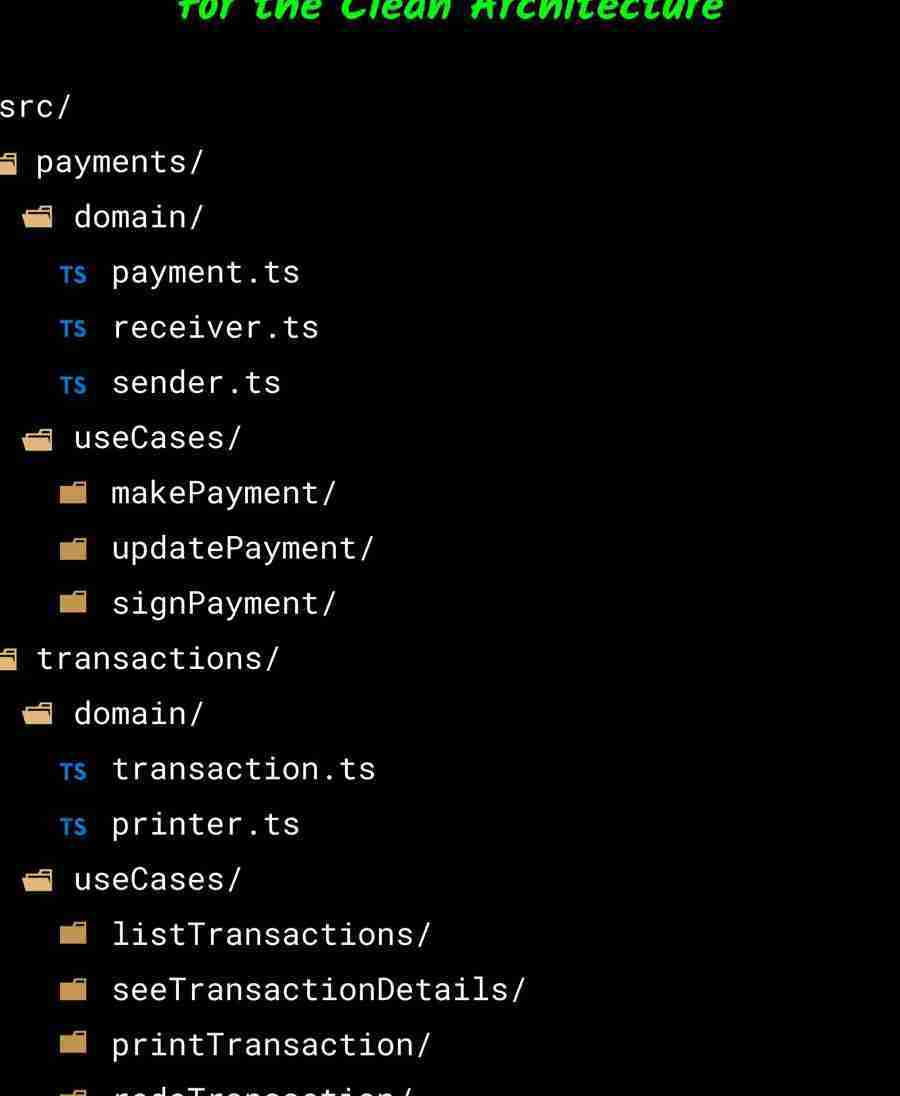 for the Clean Architecture
src/
payments/
domain/
TS payment.ts
TS receiver.ts
TS sender.ts
useCases/
makePayment/
updatePayment/
signPayment/
transactions/
domain/
TS transaction.ts
TS printer.ts
useCases/
listTransactions/
seeTransactionDetails/
printTransaction/